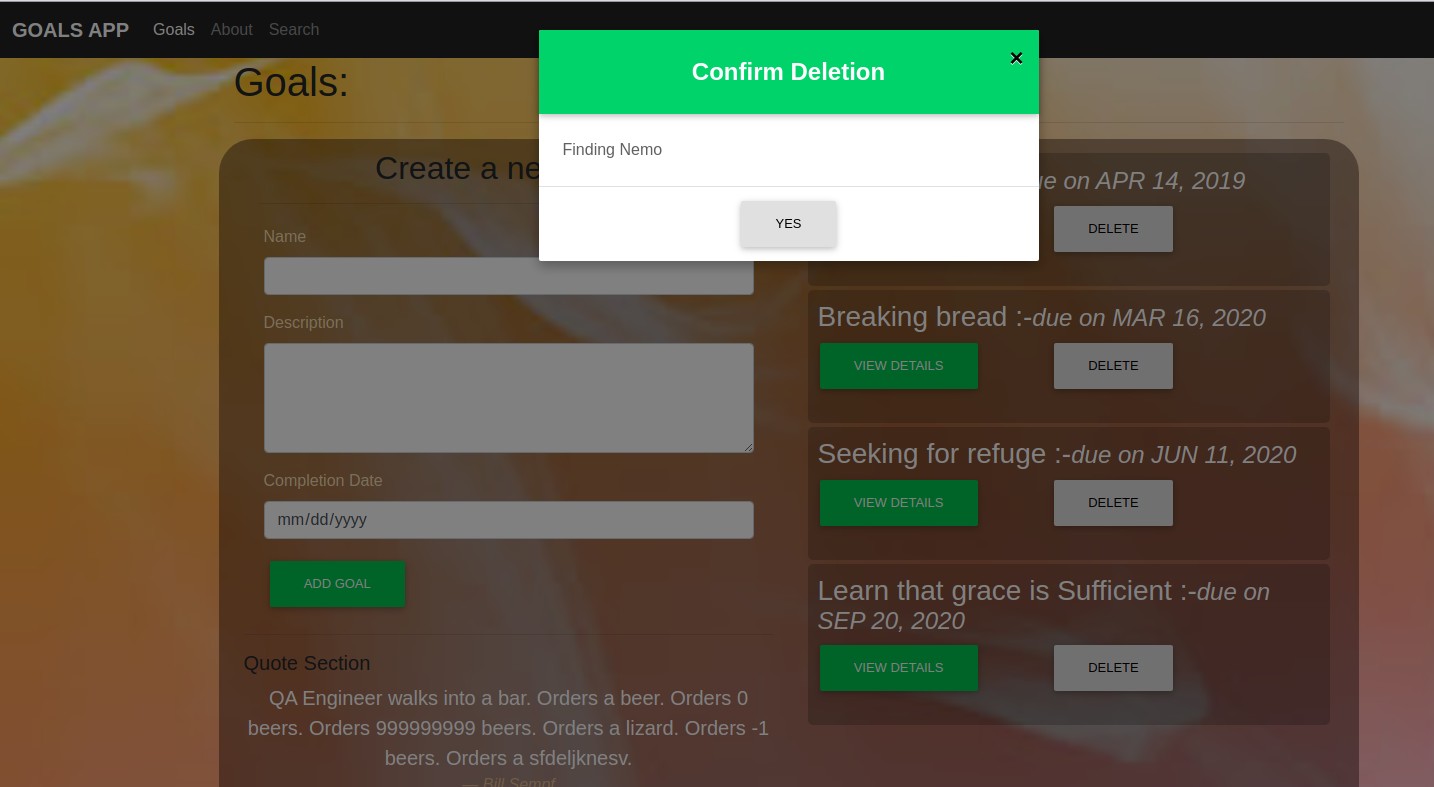 GOALS APP Goals About Search
Confirm Deletion ×
Finding Nemo
YES
Goals:
Create a ne
Name
Description
Completion Date
mm/dd/yyyy
ADD GOAL
Quote Section
QA Engineer walks into a bar. Orders a beer. Orders 0
beers. Orders 999999999 beers. Orders a lizard. Orders -1
beers. Orders a sfdeljknesv.
— Bill Sempf
ue on APR 14, 2019
DELETE
Breaking bread :-due on MAR 16, 2020
VIEW DETAILS DELETE
Seeking for refuge :-due on JUN 11, 2020
VIEW DETAILS DELETE
Learn that grace is Sufficient :-due on
SEP 20, 2020
VIEW DETAILS DELETE